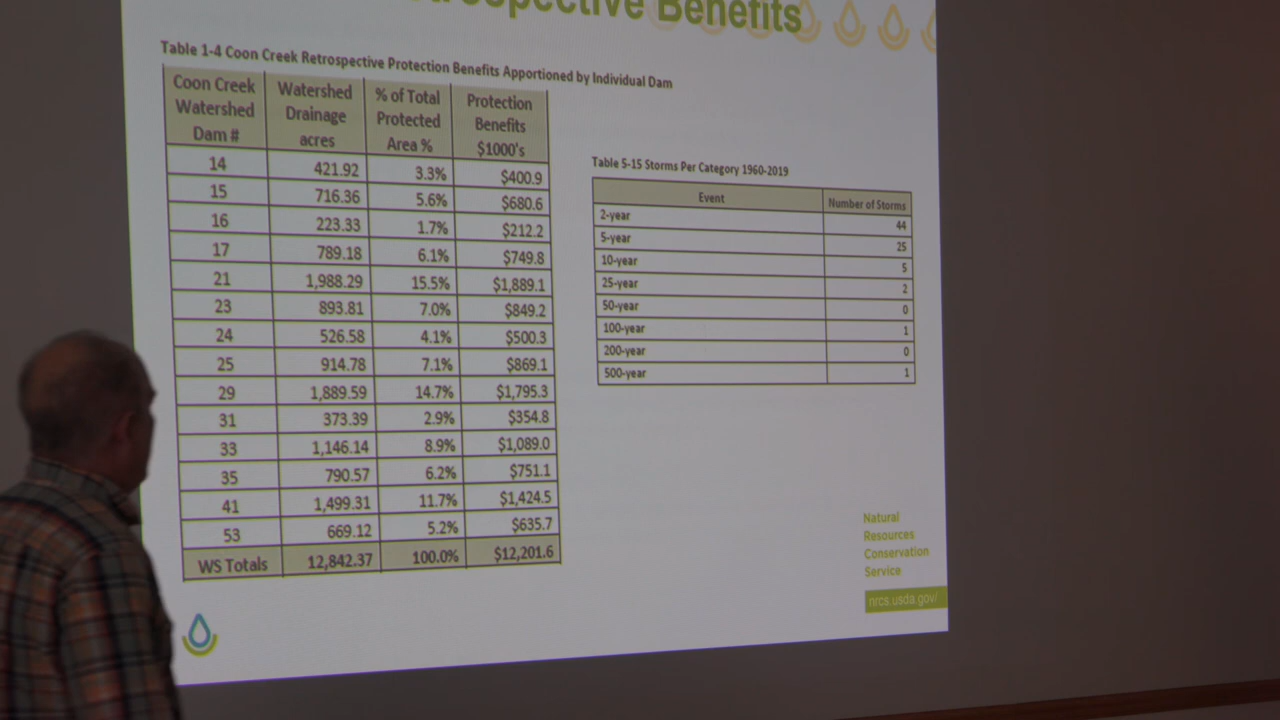 Benefits
Table 1-4 Coon Creek Retrospective Protection Benefits Apportioned by Individual Dam
Coon Creek Watershed Dam # Watershed Drainage acres % of Total Protected Area % Protection Benefits $1000's
14 421.92 3.3% $400.9
15 716.36 5.6% $680.6
16 223.33 1.7% $212.2
17 789.18 6.1% $749.8
21 1,988.29 15.5% $1,889.1
23 893.81 7.0% $849.2
24 526.58 4.1% $500.3
25 914.78 7.1% $869.1
29 1,889.59 14.7% $1,795.3
31 373.39 2.9% $354.8
33 1,146.14 8.9% $1,089.0
35 790.57 6.2% $751.1
41 1,499.31 11.7% $1,424.5
53 669.12 5.2% $635.7
WS Totals 12,842.37 100.0% $12,201.6
Table 5-15 Storms Per Category 1960-2019
Event Number of Storms
2-year 44
5-year 25
10-year 5
25-year 2
50-year 0
100-year 1
200-year 0
500-year 1
Natural
Resources
Conservation
Service
nrcs.usda.gov/